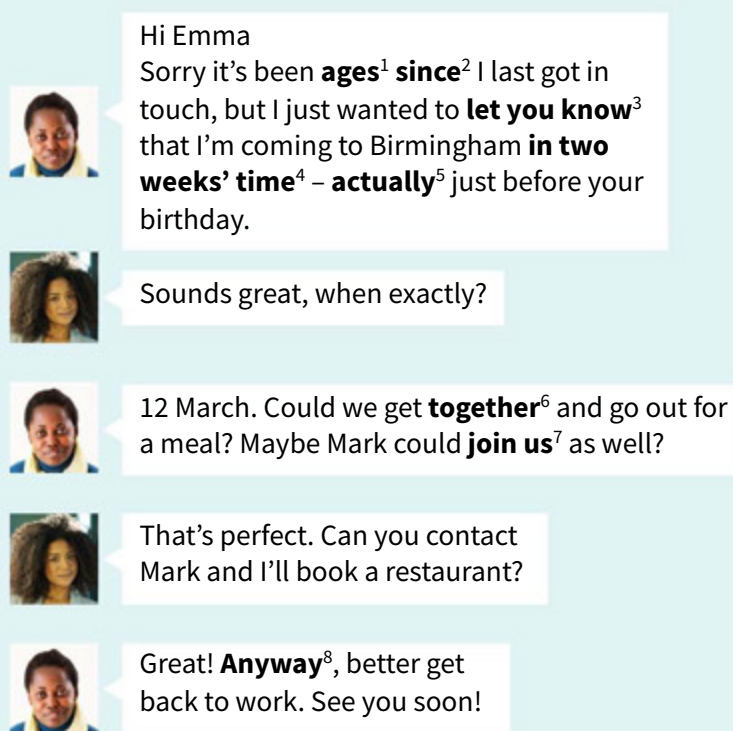 Hi Emma
Sorry it's been ages¹ since² I last got in
touch, but I just wanted to let you know³
that I'm coming to Birmingham in two
weeks' time⁴ – actually⁵ just before your
birthday.
Sounds great, when exactly?
12 March. Could we get together⁶ and go out for
a meal? Maybe Mark could join us⁷ as well?
That's perfect. Can you contact
Mark and I'll book a restaurant?
Great! Anyway⁸, better get
back to work. See you soon!